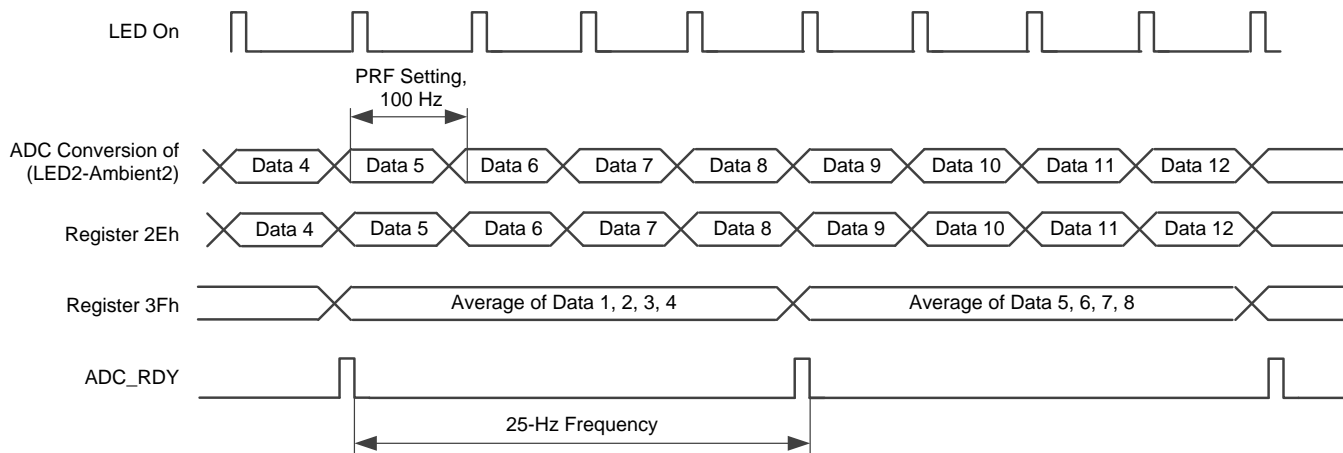 LED On
PRF Setting,
100 Hz
ADC Conversion of
(LED2-Ambient2)
Data 4
Data 5
Data 6
Data 7
Data 8
Data 9
Data 10
Data 11
Data 12
Register 2Eh
Data 4
Data 5
Data 6
Data 7
Data 8
Data 9
Data 10
Data 11
Data 12
Register 3Fh
Average of Data 1, 2, 3, 4
Average of Data 5, 6, 7, 8
ADC_RDY
25-Hz Frequency